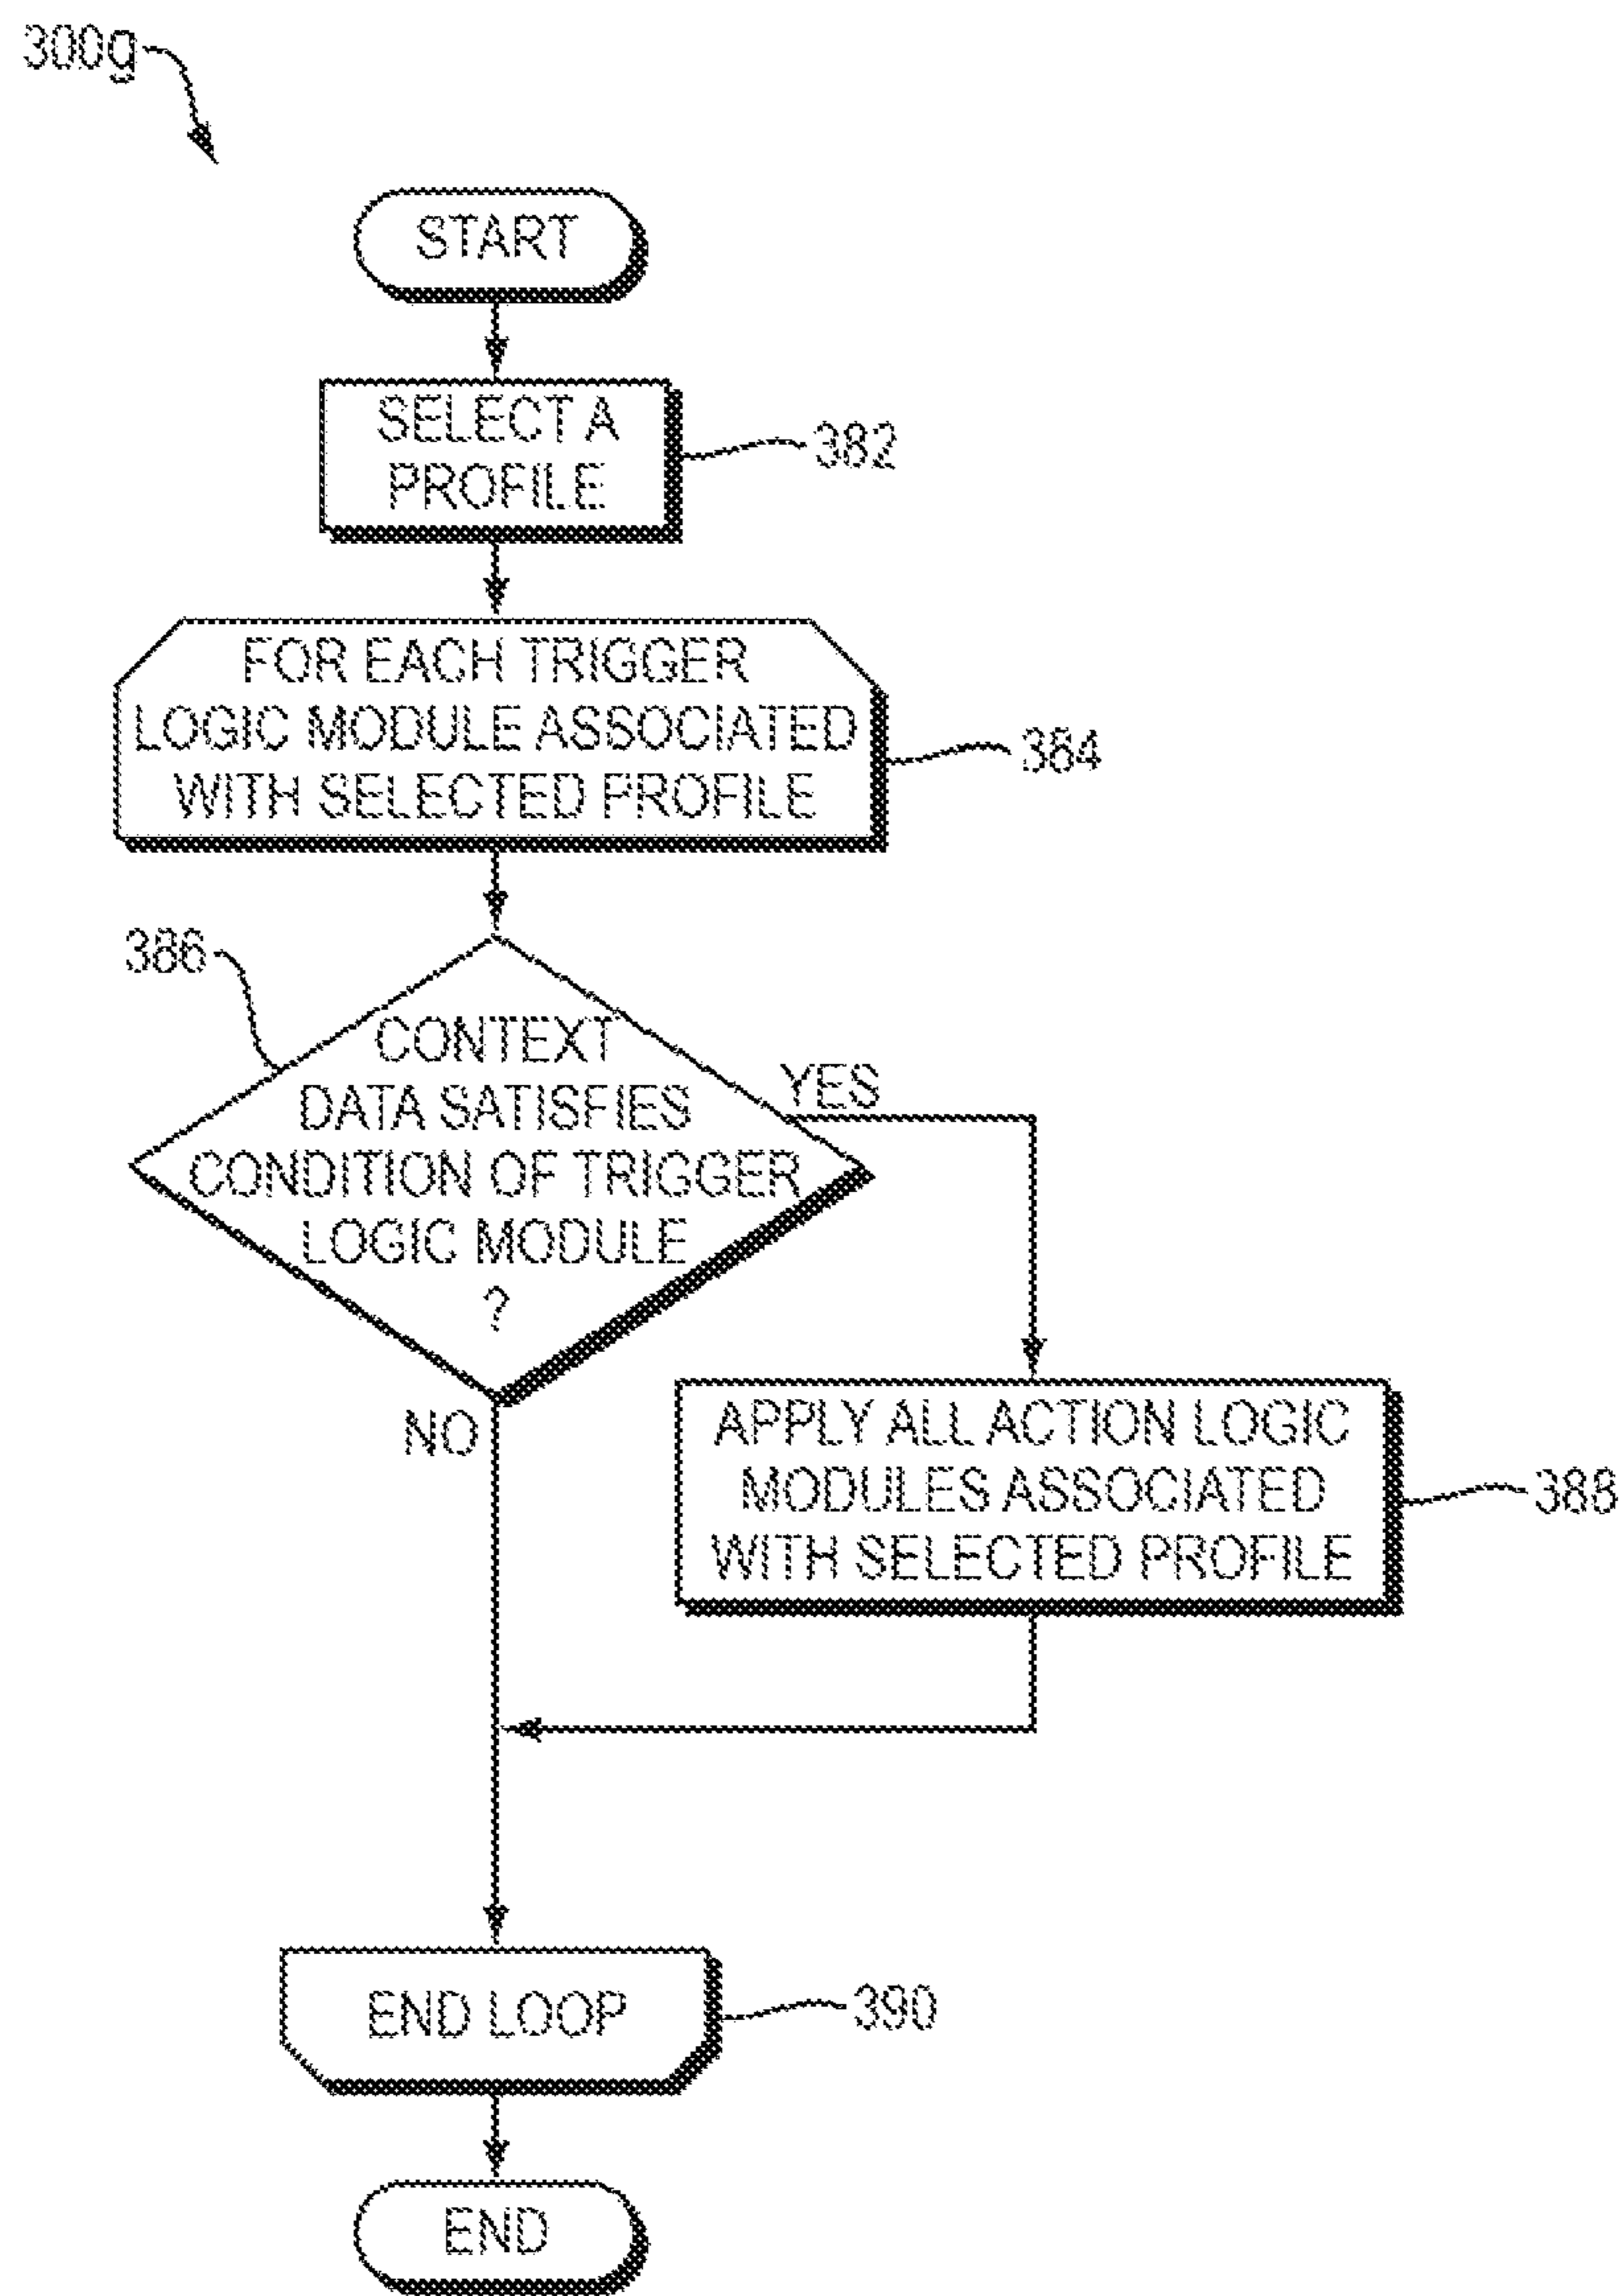 300g
START
SELECT A
PROFILE
382
FOR EACH TRIGGER
LOGIC MODULE ASSOCIATED
WITH SELECTED PROFILE
384
386
CONTEXT
DATA SATISFIES
CONDITION OF TRIGGER
LOGIC MODULE
?
YES
NO
APPLY ALL ACTION LOGIC
MODULES ASSOCIATED
WITH SELECTED PROFILE
388
END LOOP
390
END